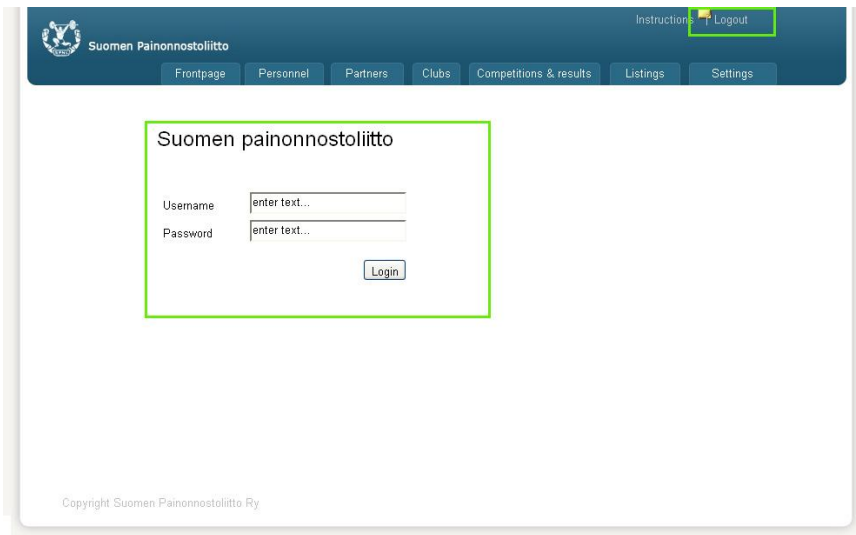 Instructions Logout
Suomen Painonnostoliitto
Frontpage Personnel Partners Clubs Competitions & results Listings Settings
Suomen painonnostoliitto
Username enter text...
Password enter text...
Login
Copyright Suomen Painonnostoliitto Ry